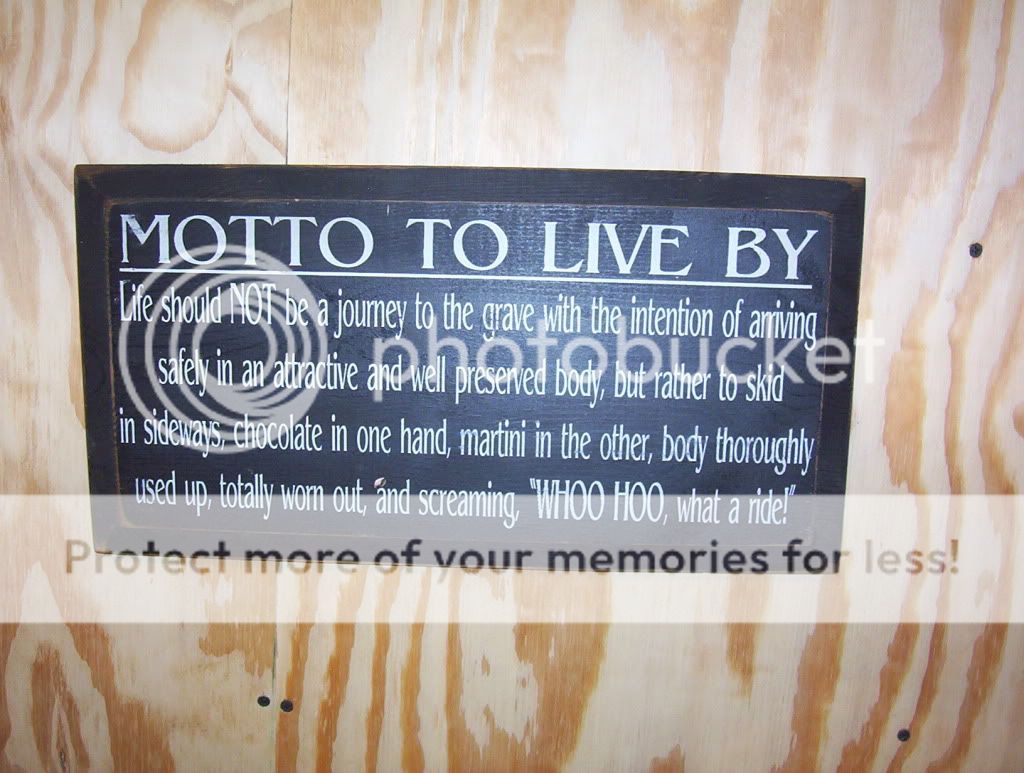 MOTTO TO LIVE BY
Life should NOT be a journey to the grave with the intention of arriving
safely in an attractive and well preserved body, but rather to skid
in sideways, chocolate in one hand, martini in the other, body thoroughly
used up, totally worn out, and screaming, "WHOO HOO, what a ride!"
photobucket
Protect more of your memories for less!